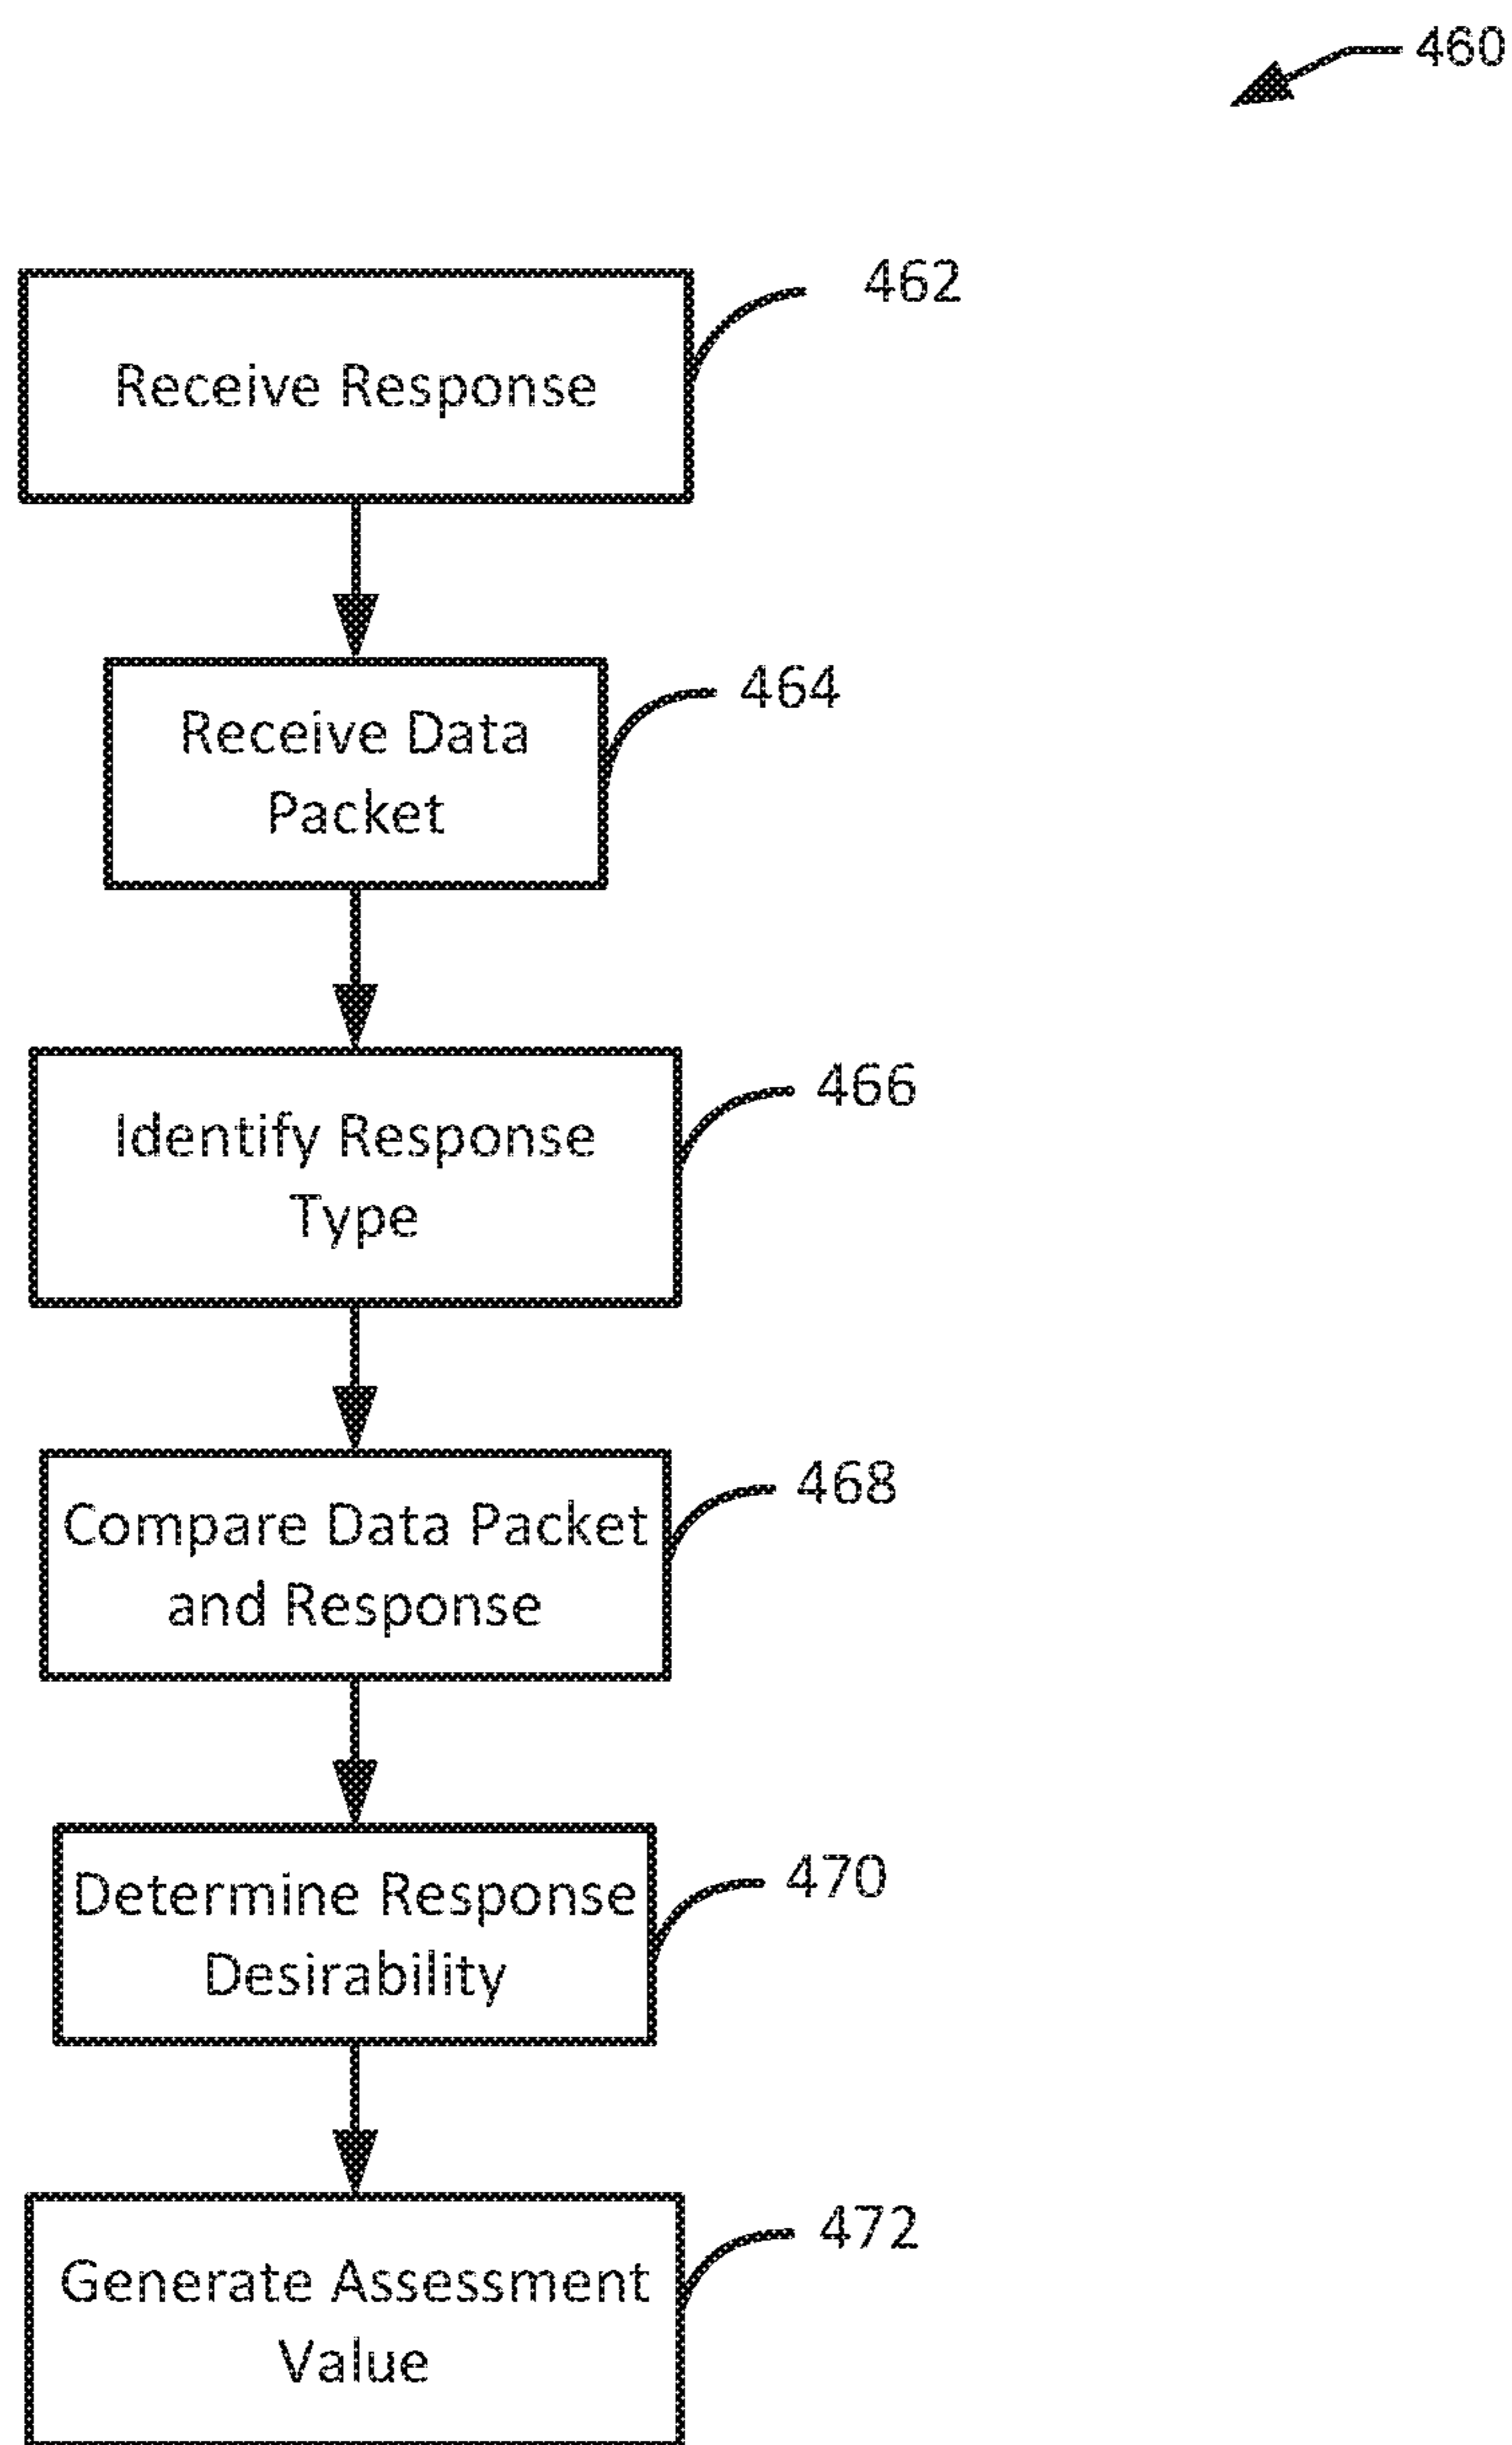 460
462
Receive Response
464
Receive Data
Packet
466
Identify Response
Type
468
Compare Data Packet
and Response
470
Determine Response
Desirability
472
Generate Assessment
Value